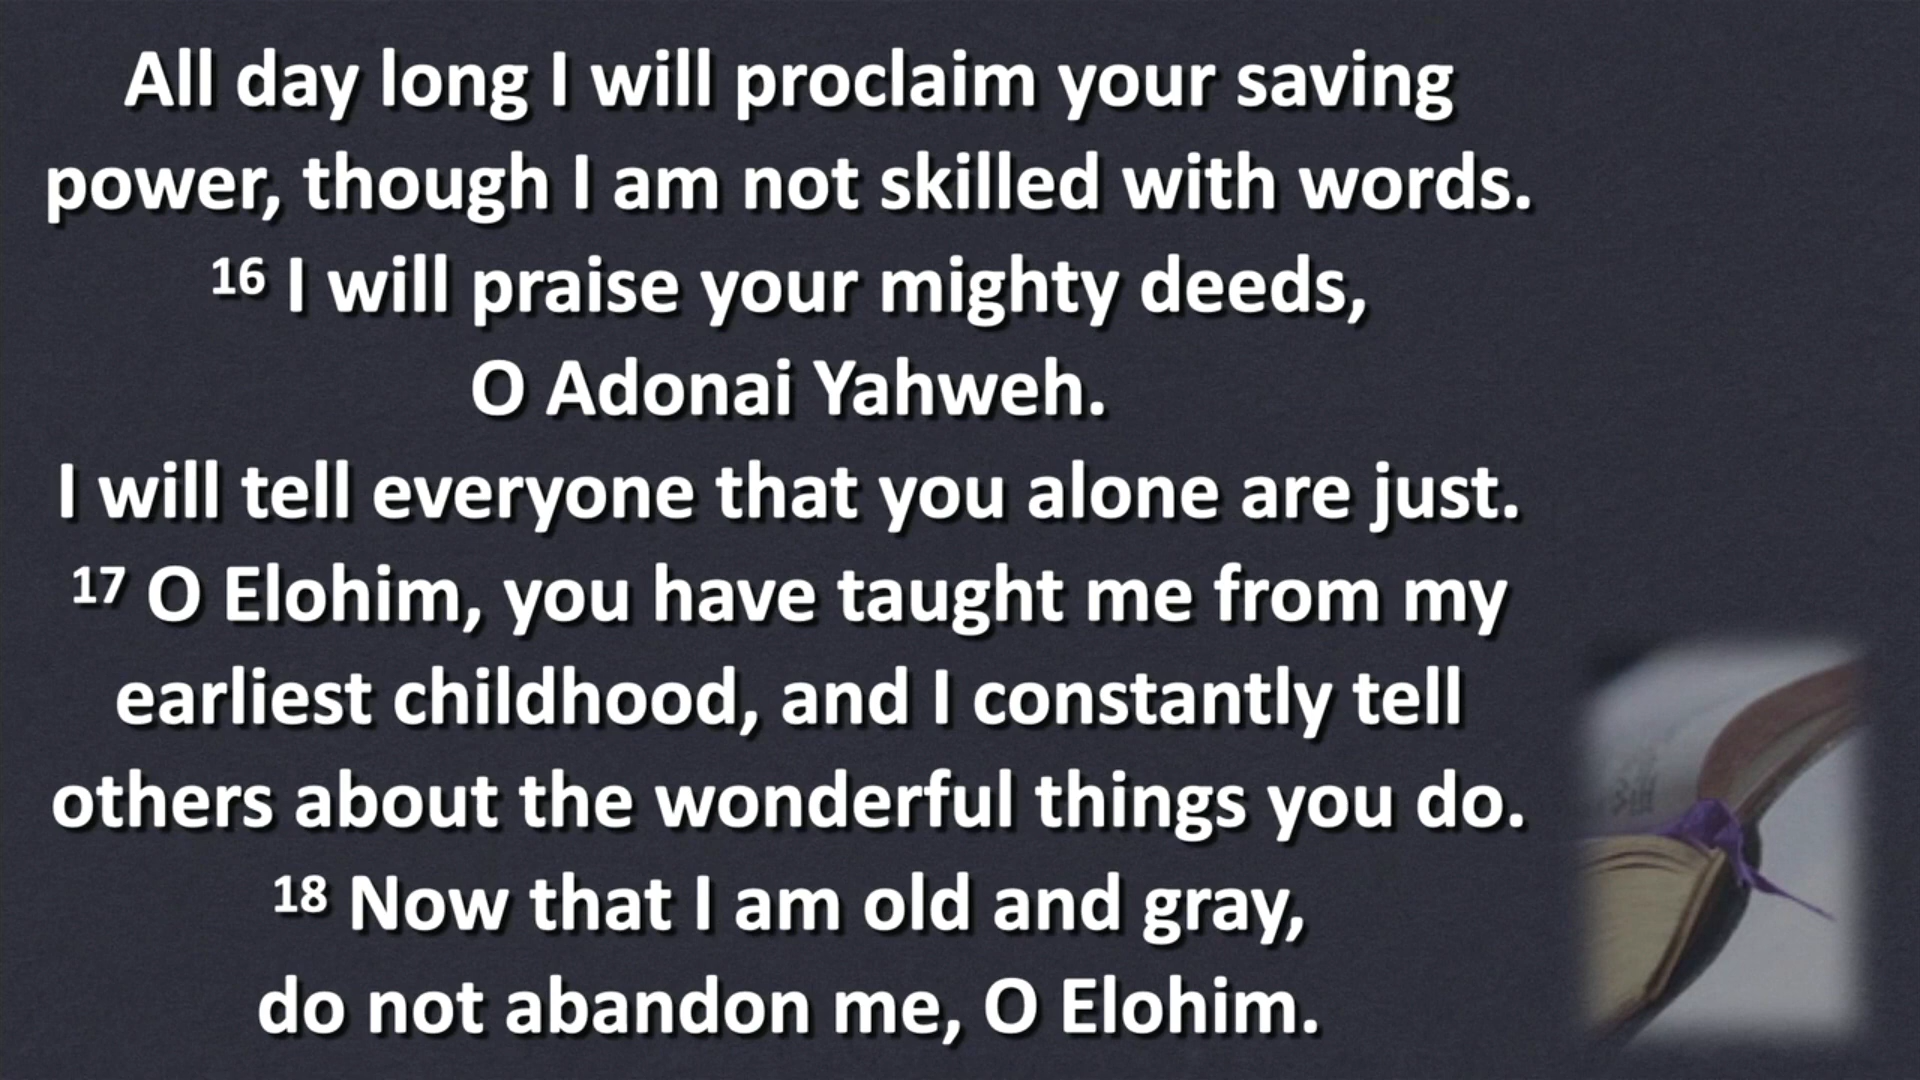 All day long I will proclaim your saving
power, though I am not skilled with words.
16 I will praise your mighty deeds,
O Adonai Yahweh.
I will tell everyone that you alone are just.
17 O Elohim, you have taught me from my
earliest childhood, and I constantly tell
others about the wonderful things you do.
18 Now that I am old and gray,
do not abandon me, O Elohim.